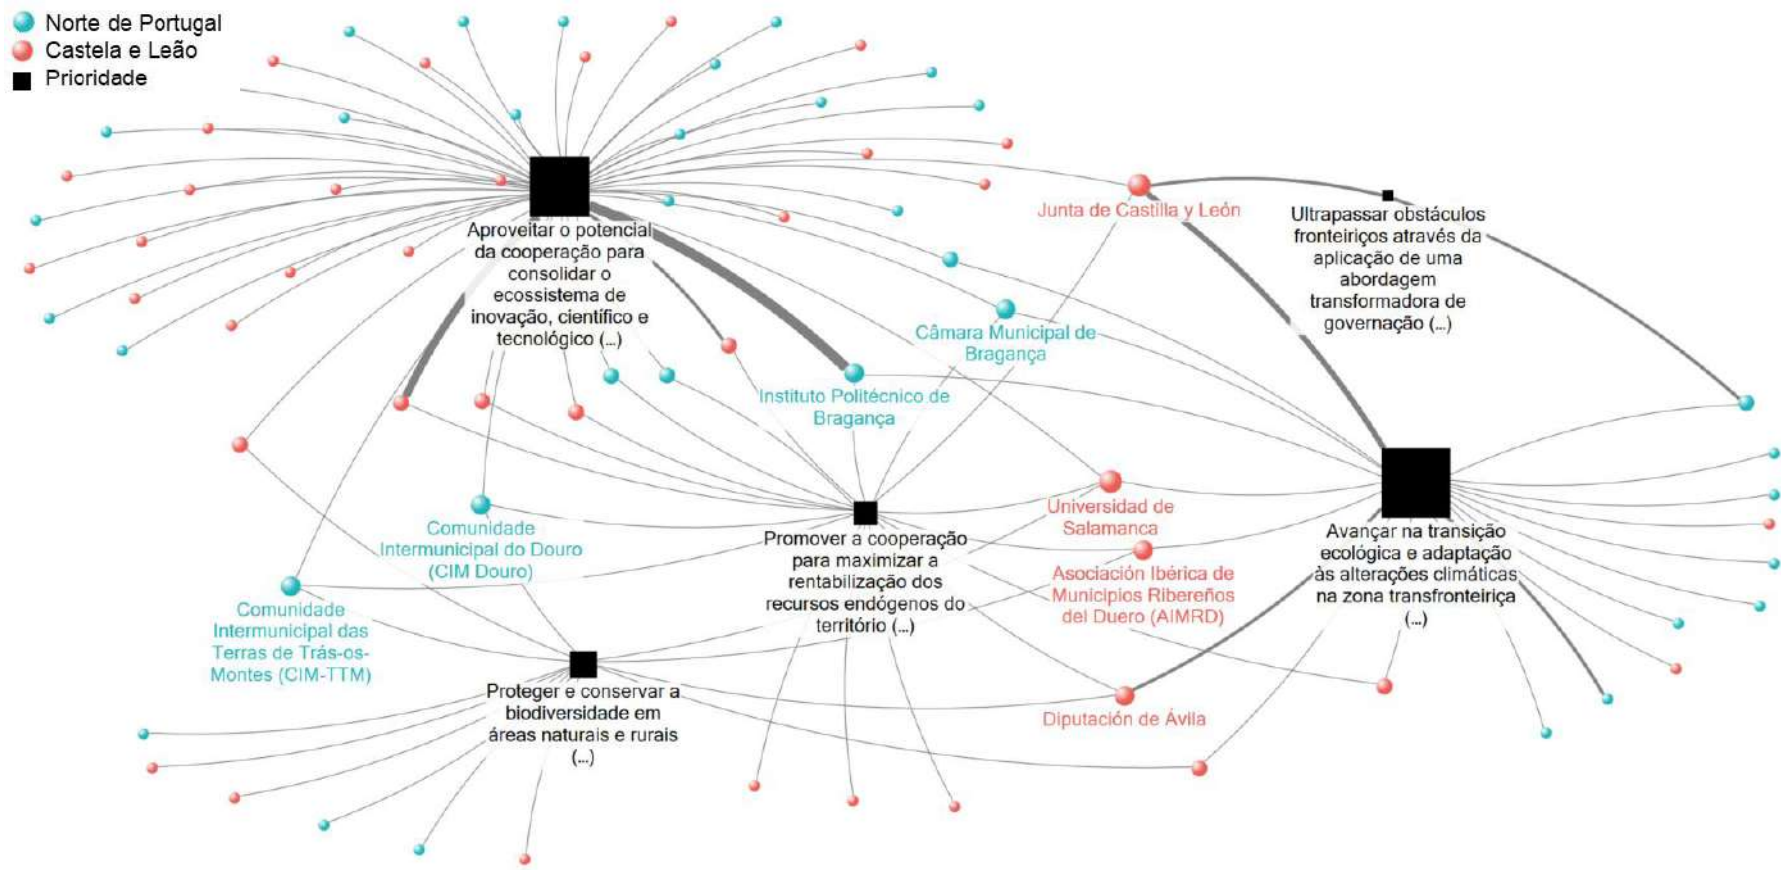 Norte de Portugal
Castela e Leão
Prioridade
Aproveitar o potencial
da cooperação para
consolidar o
ecossistema de
inovação, científico e
tecnológico (...)
Junta de Castilla y León
Ultrapassar obstáculos
fronteiriços através da
aplicação de uma
abordagem
transformadora de
governação (...)
Câmara Municipal de
Bragança
Instituto Politécnico de
Bragança
Comunidade
Intermunicipal do Douro
(CIM Douro)
Universidad de
Salamanca
Promover a cooperação
para maximizar a
rentabilização dos
recursos endógenos do
território (...)
Asociación Ibérica de
Municipios Ribereños
del Duero (AIMRD)
Avançar na transição
ecológica e adaptação
às alterações climáticas
na zona transfronteiriça
(...)
Comunidade
Intermunicipal das
Terras de Trás-os-
Montes (CIM-TTM)
Proteger e conservar a
biodiversidade em
áreas naturais e rurais
(...)
Diputación de Ávila